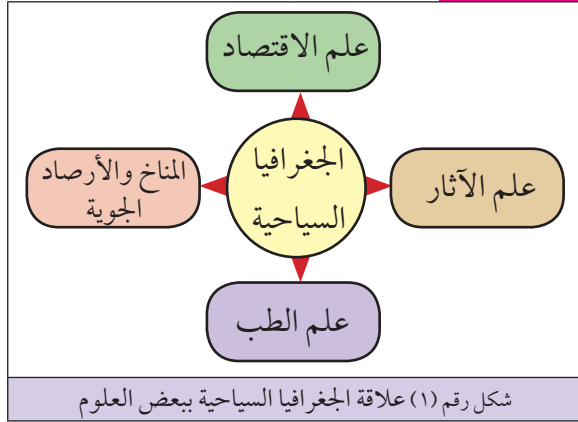 علم الاقتصاد
الجغرافيا
السياحية
علم الآثار
المناخ والأرصاد
الجوية
علم الطب
شكل رقم (١) علاقة الجغرافيا السياحية ببعض العلوم